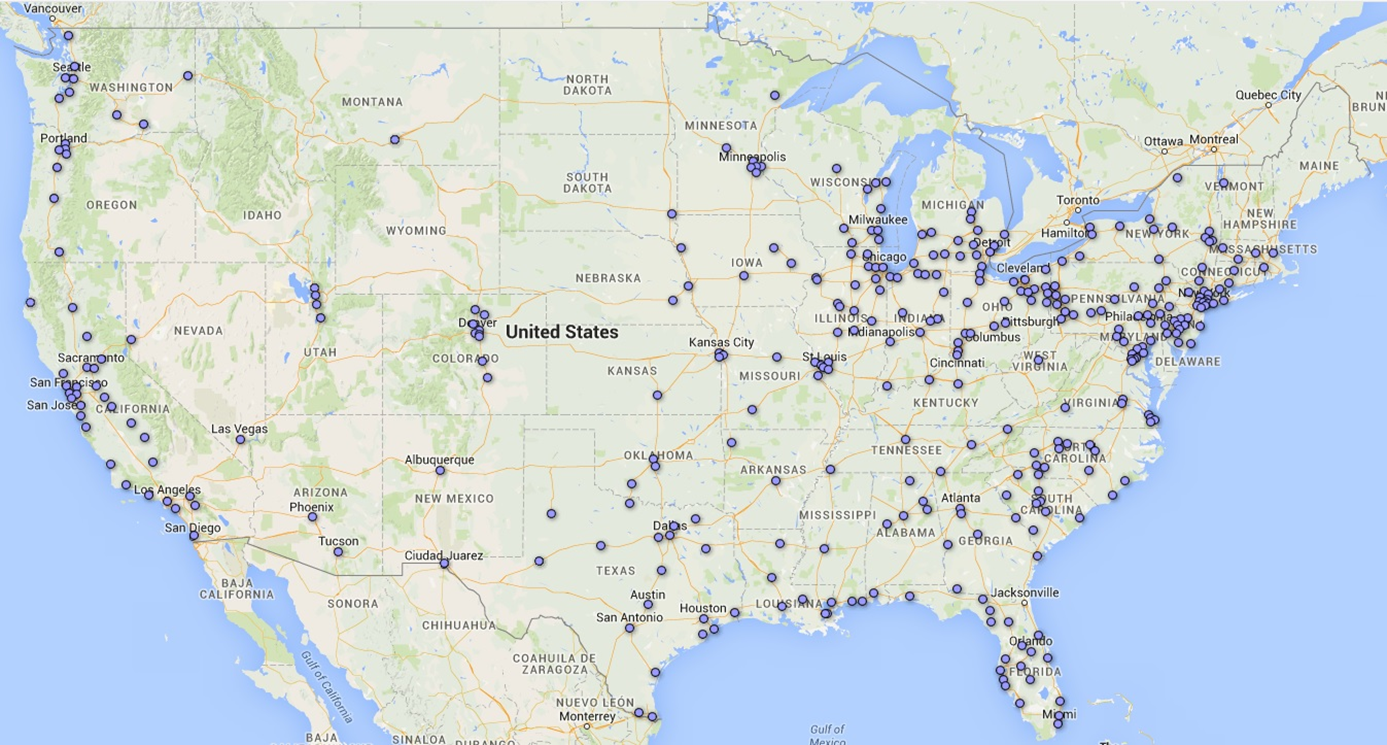 Vancouver
Seattle
WASHINGTON
Portland
OREGON
IDAHO
MONTANA
NORTH
DAKOTA
SOUTH
DAKOTA
MINNESOTA
Minneapolis
WISCONSIN
MICHIGAN
Milwaukee
Ottawa
Montreal
Quebec City
MAINE
VERMONT
NEW
HAMPSHIRE
Toronto
Hamilton
NEW YORK
MASSACHUSETTS
CONNECTICUT
WYOMING
NEBRASKA
IOWA
Chicago
Detroit
Cleveland
PENNSYLVANIA
New York
Philadelphia
MARYLAND
DELAWARE
NEVADA
UTAH
Denver
COLORADO
United States
KANSAS
Kansas City
MISSOURI
St Louis
ILLINOIS
INDIANA
Indianapolis
OHIO
Columbus
Pittsburgh
Cincinnati
WEST
VIRGINIA
VIRGINIA
KENTUCKY
Sacramento
San Francisco
San Jose
CALIFORNIA
Las Vegas
Los Angeles
San Diego
ARIZONA
Phoenix
Tucson
Albuquerque
NEW MEXICO
Ciudad Juarez
OKLAHOMA
ARKANSAS
TENNESSEE
NORTH
CAROLINA
SOUTH
CAROLINA
Atlanta
GEORGIA
ALABAMA
MISSISSIPPI
Dallas
TEXAS
Austin
San Antonio
Houston
LOUISIANA
Jacksonville
Orlando
FLORIDA
Miami
BAJA
CALIFORNIA
SONORA
CHIHUAHUA
COAHUILA DE
ZARAGOZA
NUEVO LEÓN
Monterrey
Gulf of California
BAJA
SINALOA
DURANGO
Gulf of
Mexico